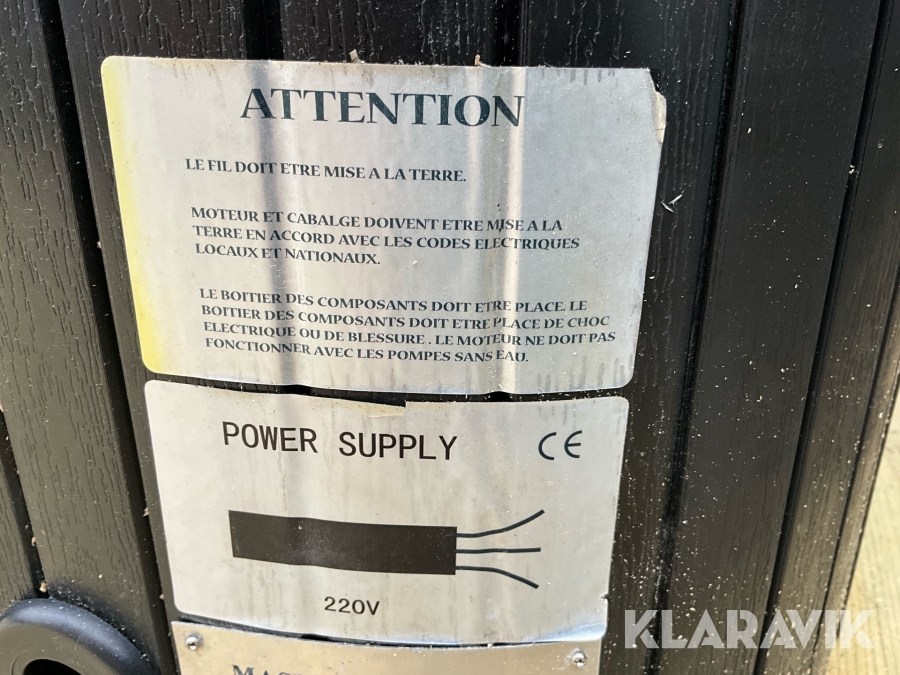 ATTENTION
LE FIL DOIT ETRE MISE A LA TERRE.
MOTEUR ET CABALGE DOIVENT ETRE MISE A LA
TERRE EN ACCORD AVEC LES CODES ELECTRIQUES
LOCAUX ET NATIONAUX.
LE BOITIER DES COMPOSANTS DOIT ETRE PLACE. LE
BOITIER DES COMPOSANTS DOIT ETRE PLACE DE CHOC
ELECTRIQUE OU DE BLESSURE . LE MOTEUR NE DOIT PAS
FONCTIONNER AVEC LES POMPES SANS EAU.
POWER SUPPLY CE
220V
KLARAVIK